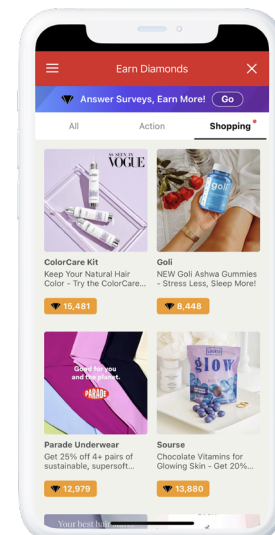 Earn Diamonds
Answer Surveys, Earn More!
Go
All
Action
Shopping
AS SEEN IN
VOGUE
goli
ColorCare Kit
Keep Your Natural Hair
Color - Try the ColorCare...
15,481
Goli
NEW Goli Ashwa Gummies
- Stress Less, Sleep More!
8,448
Good for you
and the planet.
PARADE
glow
Parade Underwear
Get 25% off 4+ pairs of
sustainable, supersoft...
12,979
Sourse
Chocolate Vitamins for
Glowing Skin - Get 20%...
13,880
Your best hair